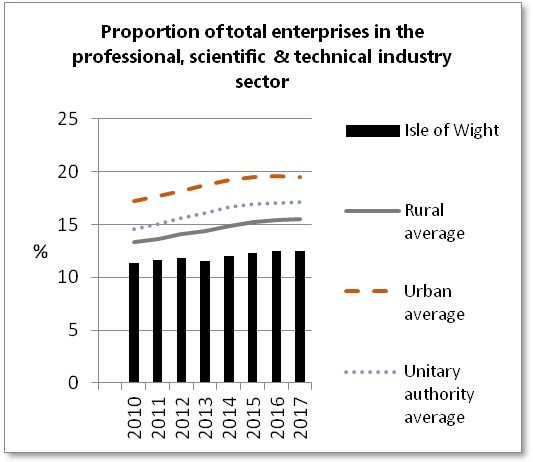 Proportion of total enterprises in the
professional, scientific & technical industry
sector
25
20
15
10
5
0
%
2010
2011
2012
2013
2014
2015
2016
2017
Isle of Wight
Rural
average
Urban
average
Unitary
authority
average